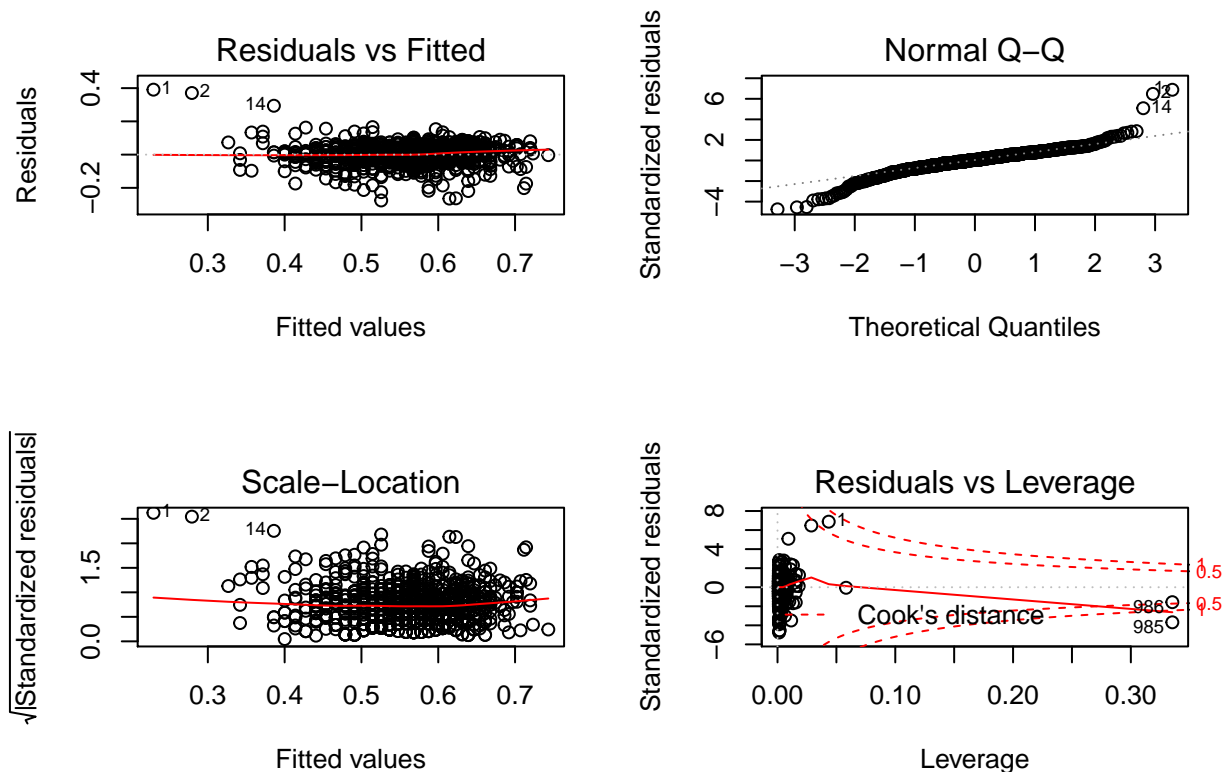 Residuals vs Fitted
Residuals
0.4
−0.2
1
2
14
0.3 0.4 0.5 0.6 0.7
Fitted values
Normal Q−Q
Standardized residuals
6
2
−4
1
2
14
−3 −2 −1 0 1 2 3
Theoretical Quantiles
Scale−Location
√|Standardized residuals|
1.5
0.0
1
2
14
0.3 0.4 0.5 0.6 0.7
Fitted values
Residuals vs Leverage
Standardized residuals
8
4
0
−6
1
1
0.5
0.5
1
986
985
Cook's distance
0.00 0.10 0.20 0.30
Leverage